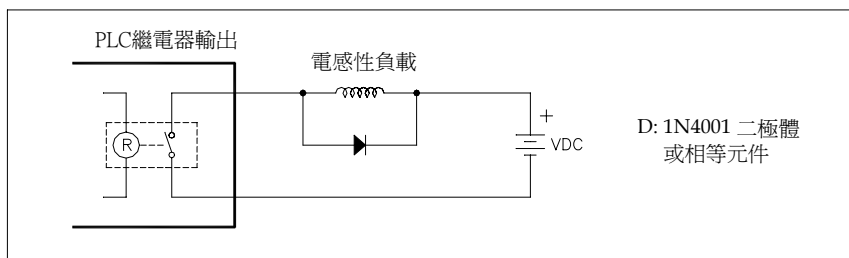 PLC繼電器輸出
電感性負載
R
+
VDC
D: 1N4001 二極體
或相等元件